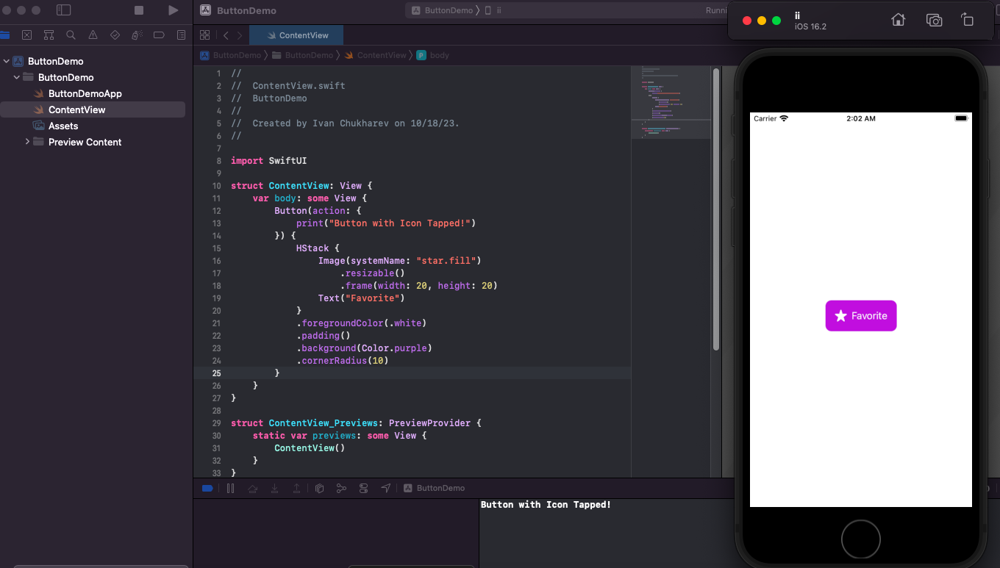 ButtonDemo
ButtonDemo
ii
Runni
ii
iOS 16.2
ContentView
ButtonDemo
ButtonDemo
ContentView
body
ButtonDemo
ButtonDemo
ButtonDemoApp
ContentView
Assets
Preview Content
1 //
2 //  ContentView.swift
3 //  ButtonDemo
4 //
5 //  Created by Ivan Chukharev on 10/18/23.
6 //
7
8 import SwiftUI
9
10 struct ContentView: View {
11     var body: some View {
12         Button(action: {
13             print("Button with Icon Tapped!")
14         }) {
15             HStack {
16                 Image(systemName: "star.fill")
17                     .resizable()
18                     .frame(width: 20, height: 20)
19                 Text("Favorite")
20             }
21             .foregroundColor(.white)
22             .padding()
23             .background(Color.purple)
24             .cornerRadius(10)
25         }
26     }
27 }
28
29 struct ContentView_Previews: PreviewProvider {
30     static var previews: some View {
31         ContentView()
32     }
33 }
ButtonDemo
Button with Icon Tapped!
Carrier
2:02 AM
Favorite